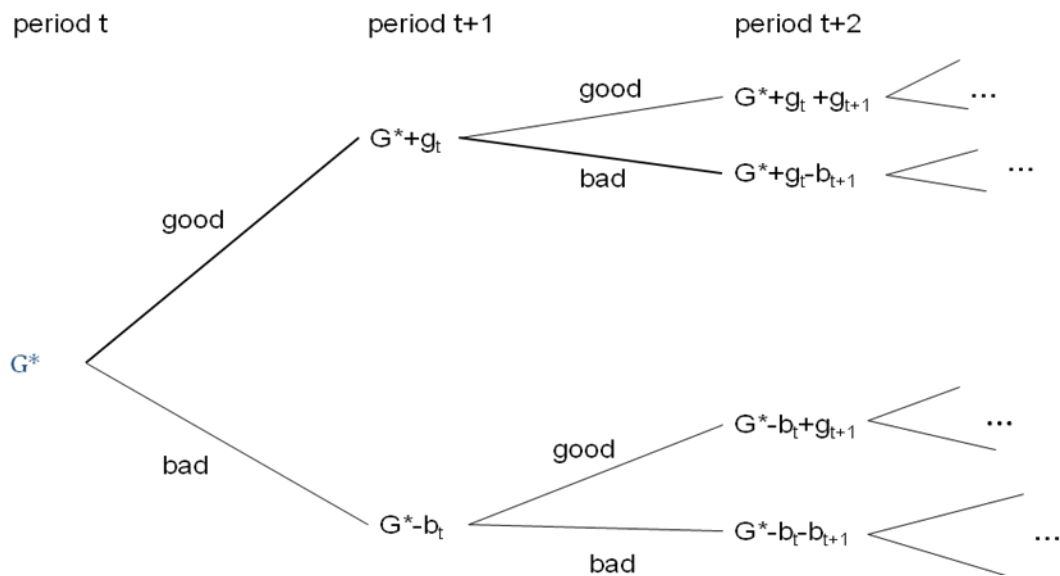 period t period t+1 period t+2
good G*+gₜ+gₜ₊₁ ...
G*+gₜ
bad G*+gₜ-bₜ₊₁ ...
good
G*
bad
good G*-bₜ+gₜ₊₁ ...
G*-bₜ
bad G*-bₜ-bₜ₊₁ ...